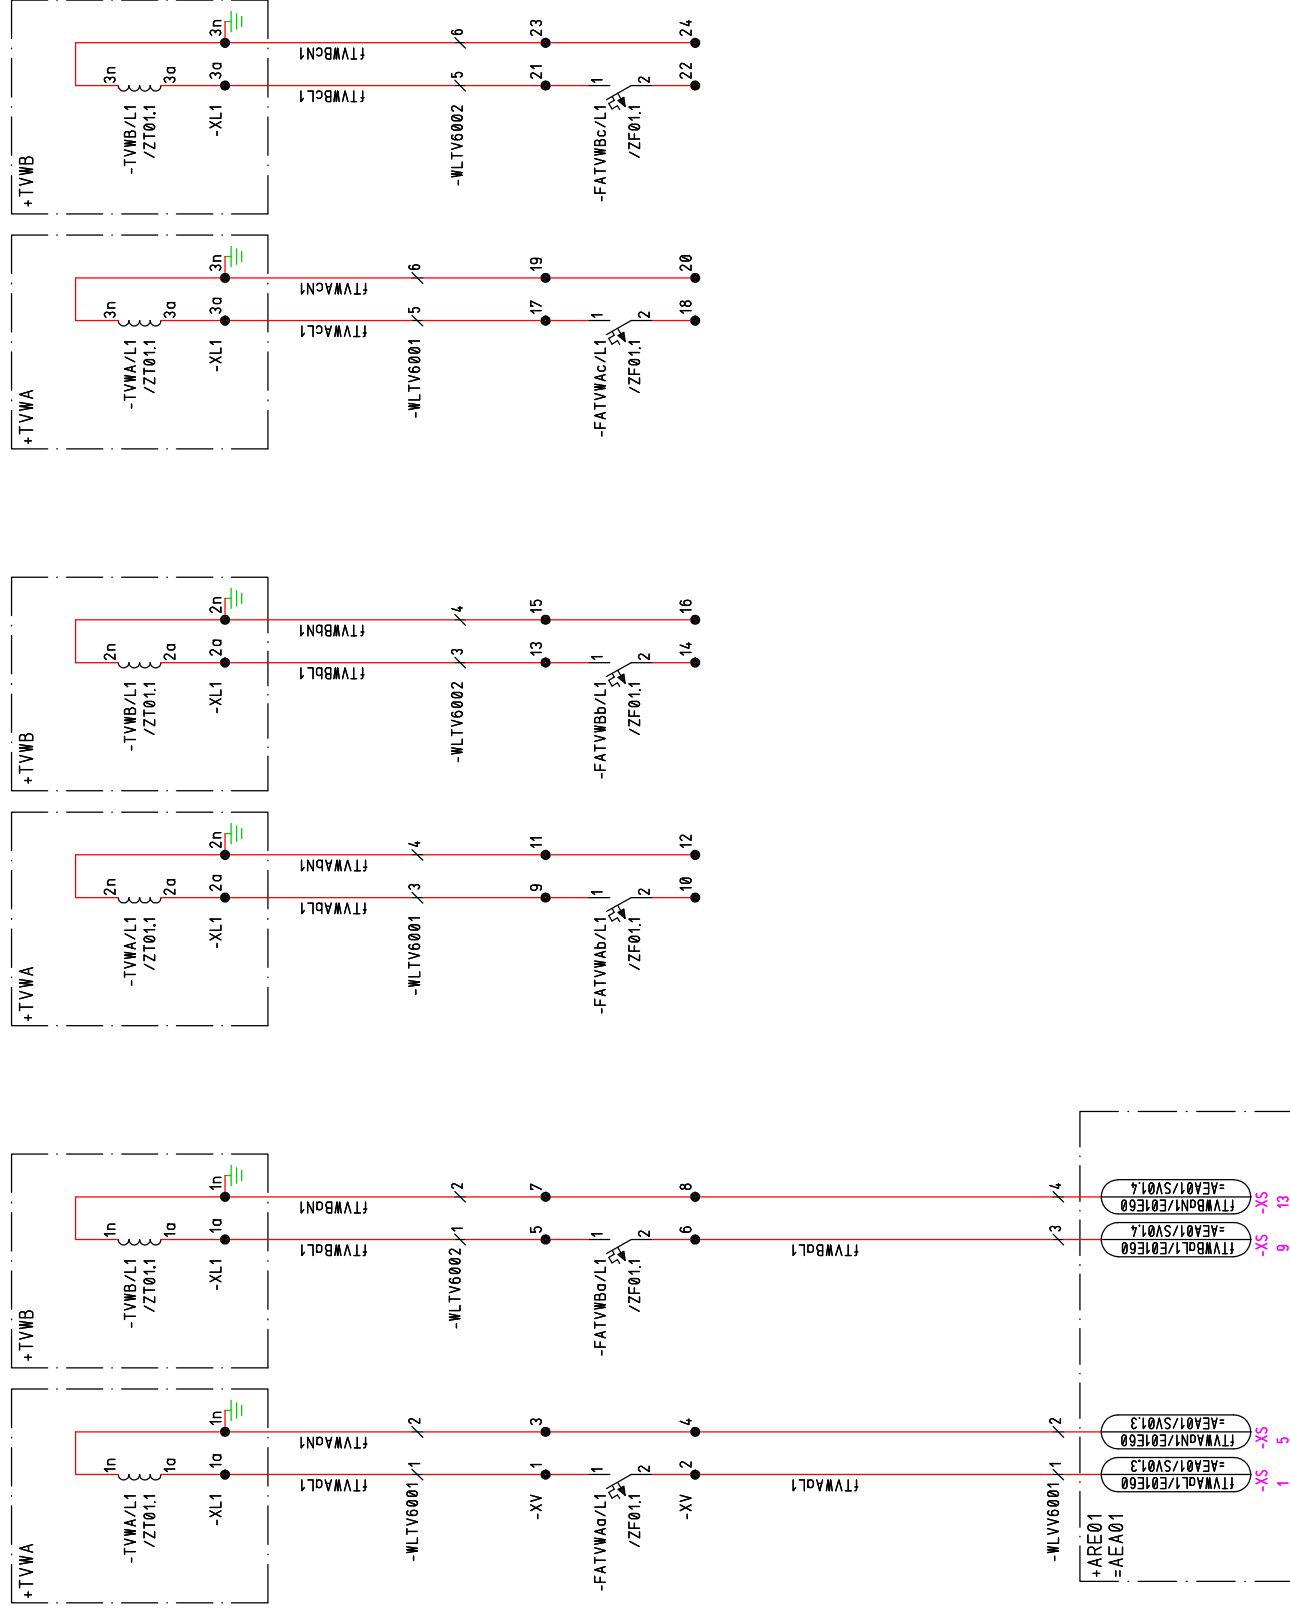 +TVWA
-TVWA/L1
/ZT01.1
1n
1a
-XL1
1a
1n
fTVWAaL1
fTVWAaN1
-WLTV6001
1
2
-XV
1
3
-FATVWAa/L1
/ZF01.1
1
2
-XV
2
4
fTVWAaL1
-WLVV6001
1
2
+ARE01
=AEA01
fTVWAaL1/E01E60
=AEA01/SV01.3
-XS
1
fTVWAaN1/E01E60
=AEA01/SV01.3
-XS
5
+TVWB
-TVWB/L1
/ZT01.1
1n
1a
-XL1
1a
1n
fTVWBaL1
fTVWBaN1
-WLTV6002
1
2
5
7
-FATVWBa/L1
/ZF01.1
1
2
6
8
fTVWBaL1
3
4
fTVWBaL1/E01E60
=AEA01/SV01.4
-XS
9
fTVWBaN1/E01E60
=AEA01/SV01.4
-XS
13
+TVWA
-TVWA/L1
/ZT01.1
2n
2a
-XL1
2a
2n
fTVWAbL1
fTVWAbN1
-WLTV6001
3
4
9
11
-FATVWAb/L1
/ZF01.1
1
2
10
12
+TVWB
-TVWB/L1
/ZT01.1
2n
2a
-XL1
2a
2n
fTVWBbL1
fTVWBbN1
-WLTV6002
3
4
13
15
-FATVWBb/L1
/ZF01.1
1
2
14
16
+TVWA
-TVWA/L1
/ZT01.1
3n
3a
-XL1
3a
3n
fTVWAcL1
fTVWAcN1
-WLTV6001
5
6
17
19
-FATVWAc/L1
/ZF01.1
1
2
18
20
+TVWB
-TVWB/L1
/ZT01.1
3n
3a
-XL1
3a
3n
fTVWBcL1
fTVWBcN1
-WLTV6002
5
6
21
23
-FATVWBc/L1
/ZF01.1
1
2
22
24